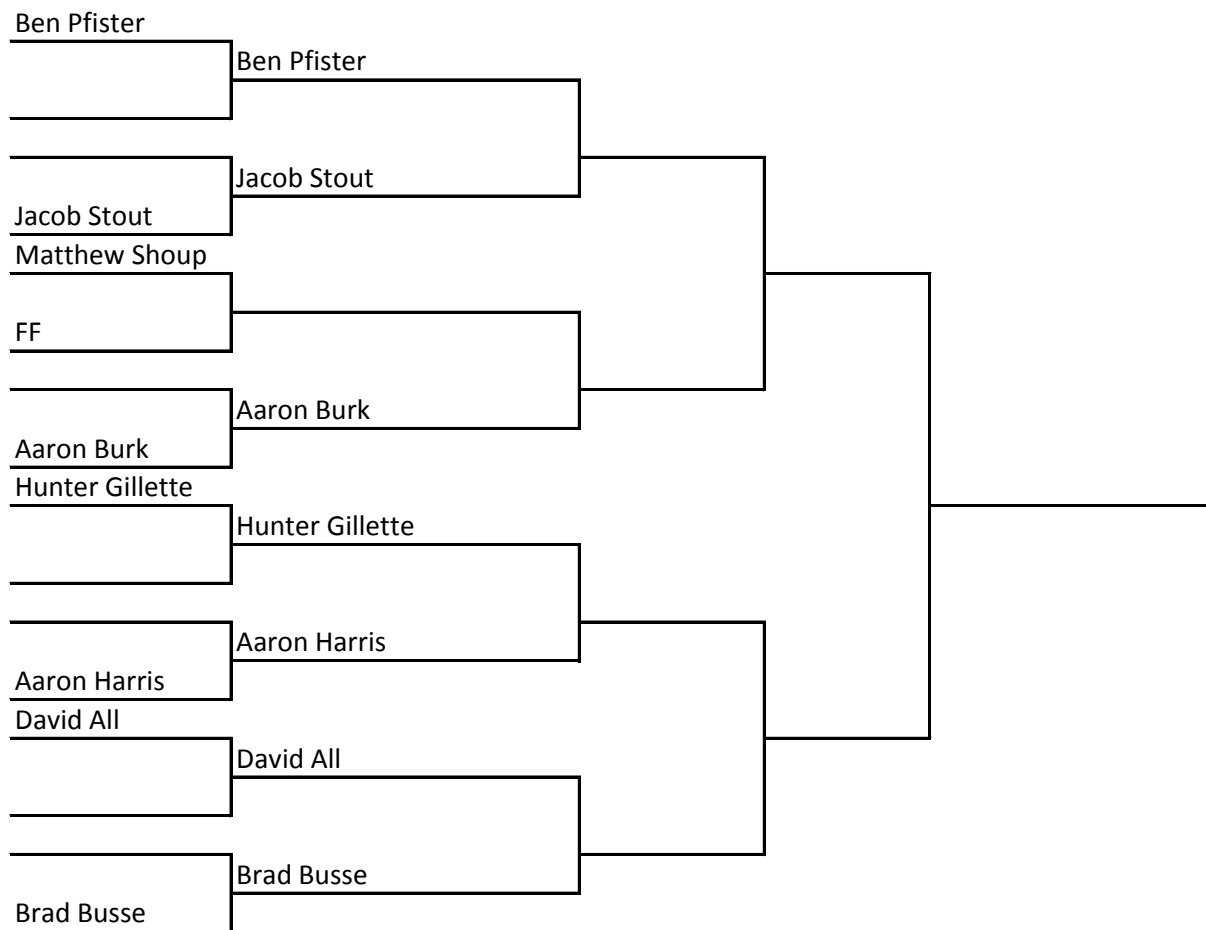 Ben Pfister
Ben Pfister
Jacob Stout
Jacob Stout
Matthew Shoup
FF
Aaron Burk
Aaron Burk
Hunter Gillette
Hunter Gillette
Aaron Harris
Aaron Harris
David All
David All
Brad Busse
Brad Busse